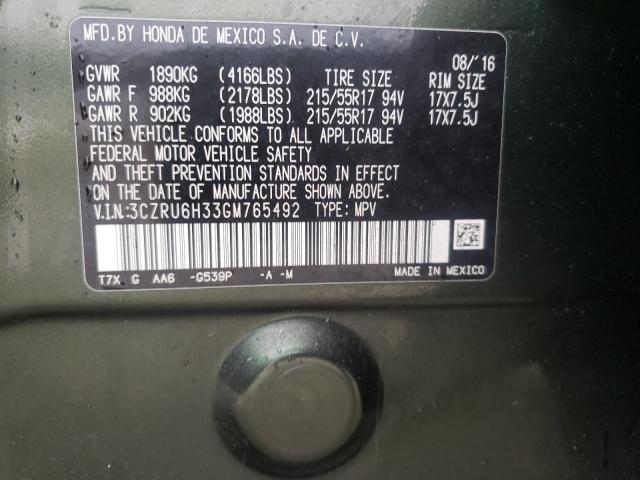 MFD.BY HONDA DE MEXICO S.A. DE C.V.
08/'16
GVWR 1890KG (4166LBS) TIRE SIZE RIM SIZE
GAWR F 988KG (2178LBS) 215/55R17 94V 17X7.5J
GAWR R 902KG (1988LBS) 215/55R17 94V 17X7.5J
THIS VEHICLE CONFORMS TO ALL APPLICABLE
FEDERAL MOTOR VEHICLE SAFETY
AND THEFT PREVENTION STANDARDS IN EFFECT
ON THE DATE OF MANUFACTURE SHOWN ABOVE.
V.I.N.:3CZRU6H33GM765492 TYPE: MPV
T7X G AA6 -G539P -A -M MADE IN MEXICO